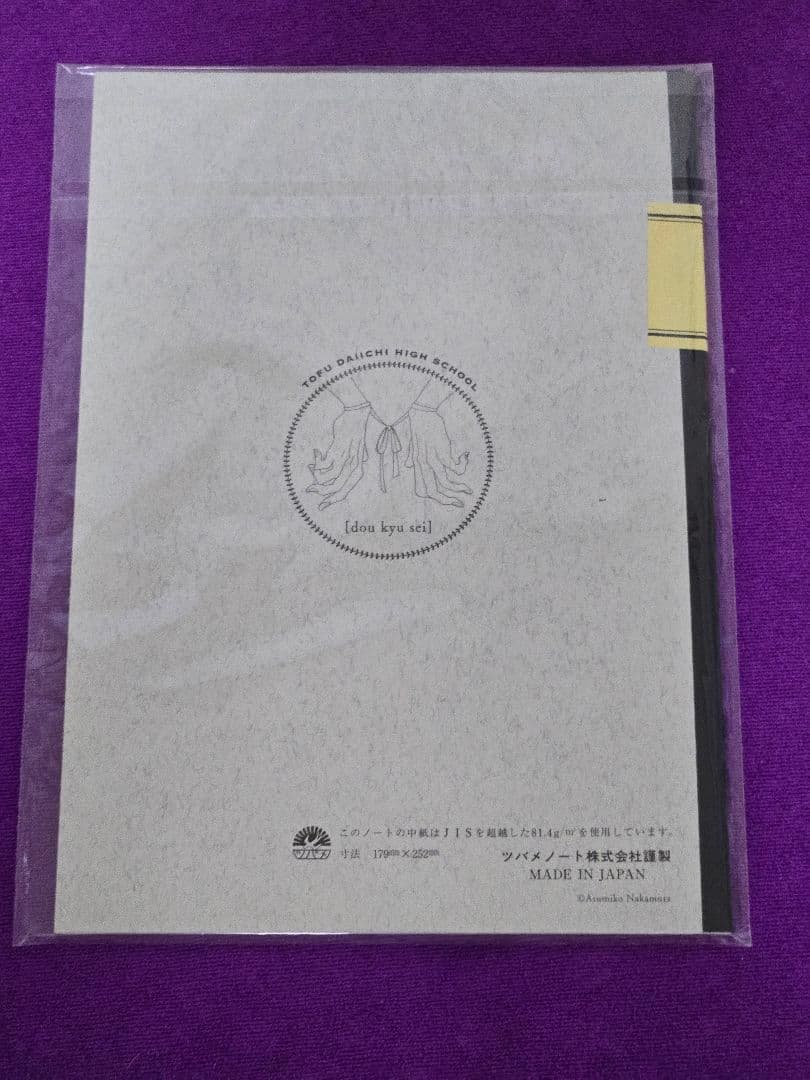 TOFU DAIICHI HIGH SCHOOL
[dou kyu sei]
このノートの中紙はJISを超越した81.4g/㎡を使用しています。
ツバメ
寸法 179㎜×252㎜
ツバメノート株式会社謹製
MADE IN JAPAN
©Asumiko Nakamura